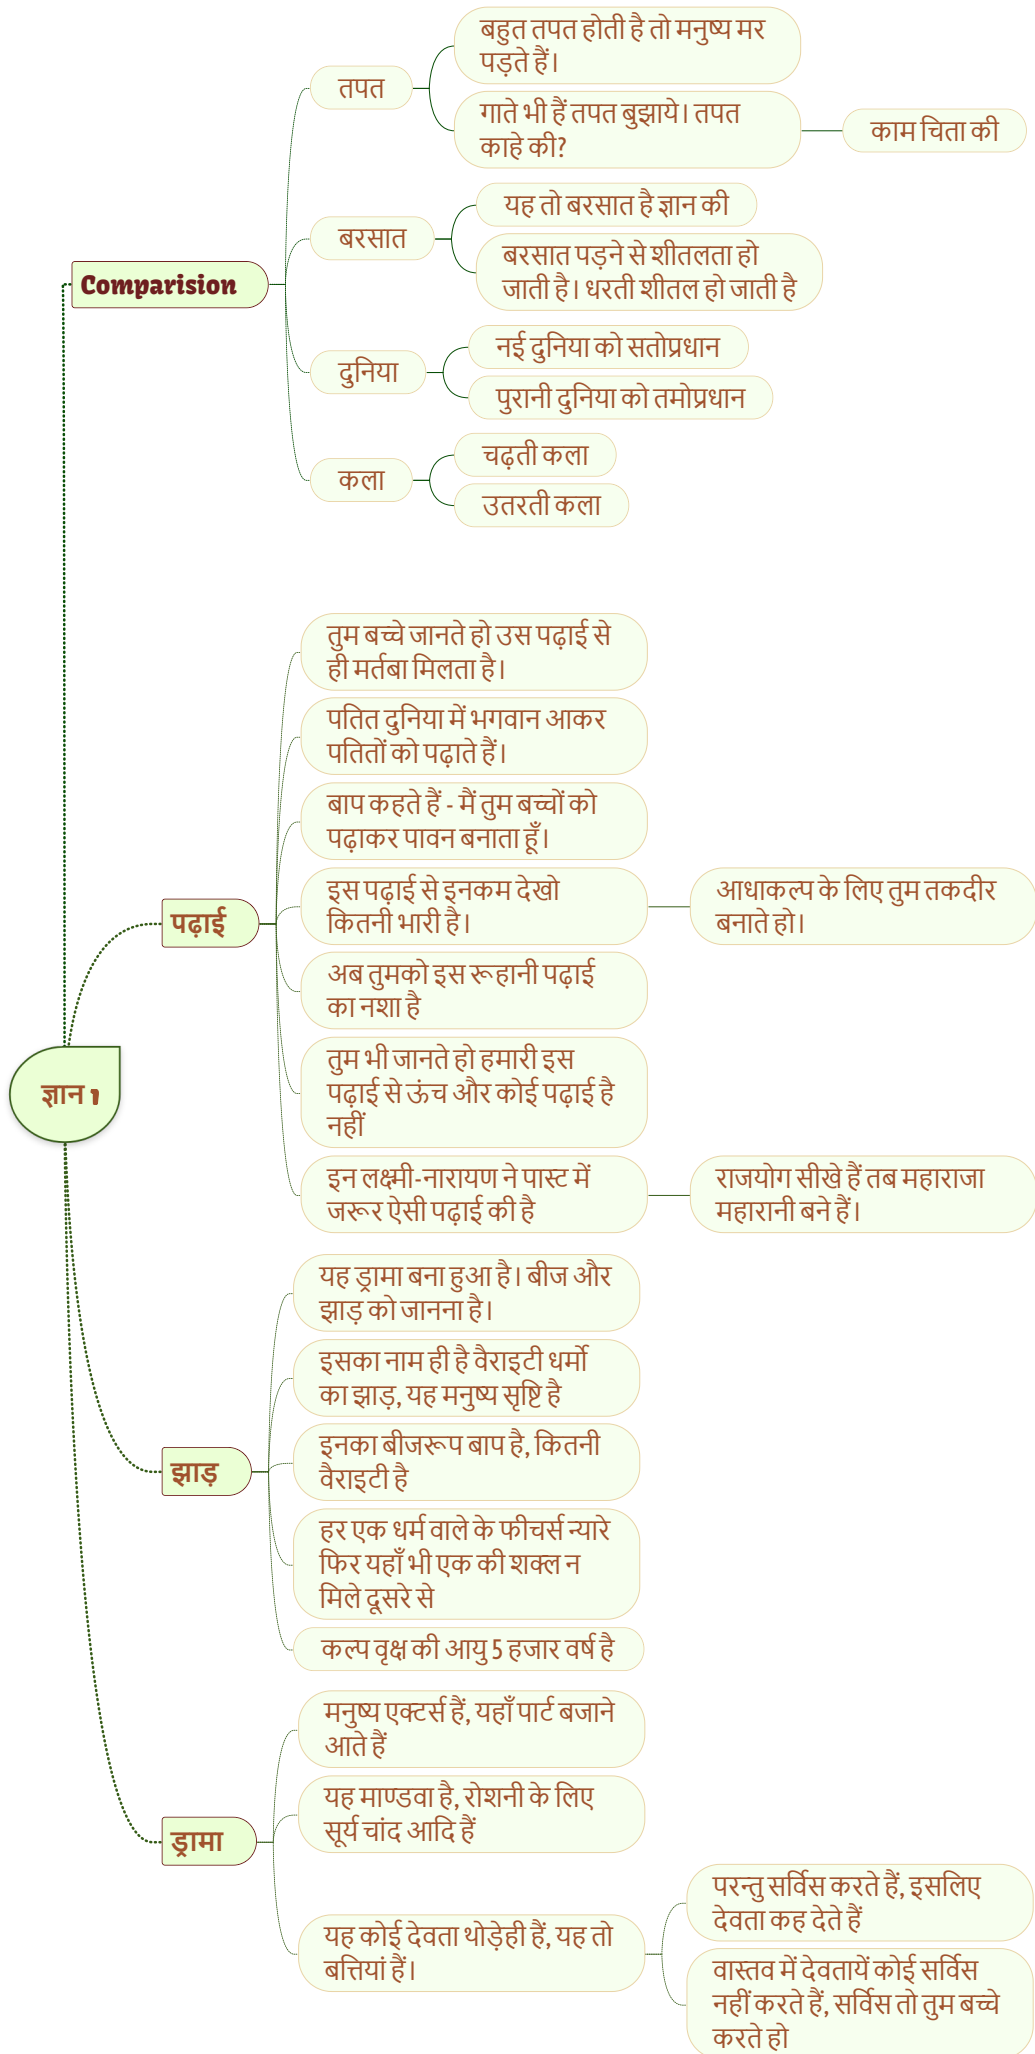 बहुत तपत होती है तो मनुष्य मर
पड़ते हैं।
तपत
गाते भी हैं तपत बुझाये। तपत
काहे की?
काम चिता की
यह तो बरसात है ज्ञान की
बरसात
बरसात पड़ने से शीतलता हो
जाती है। धरती शीतल हो जाती है
Comparision
नई दुनिया को सतोप्रधान
दुनिया
पुरानी दुनिया को तमोप्रधान
चढ़ती कला
कला
उतरती कला
तुम बच्चे जानते हो उस पढ़ाई से
ही मर्तबा मिलता है।
पतित दुनिया में भगवान आकर
पतितों को पढ़ाते हैं।
बाप कहते हैं - मैं तुम बच्चों को
पढ़ाकर पावन बनाता हूँ।
इस पढ़ाई से इनकम देखो
कितनी भारी है।
आधाकल्प के लिए तुम तकदीर
बनाते हो।
पढ़ाई
अब तुमको इस रूहानी पढ़ाई
का नशा है
तुम भी जानते हो हमारी इस
पढ़ाई से ऊंच और कोई पढ़ाई है
नहीं
ज्ञान १
इन लक्ष्मी-नारायण ने पास्ट में
जरूर ऐसी पढ़ाई की है
राजयोग सीखे हैं तब महाराजा
महारानी बने हैं।
यह ड्रामा बना हुआ है। बीज और
झाड़ को जानना है।
इसका नाम ही है वैराइटी धर्मो
का झाड़, यह मनुष्य सृष्टि है
इनका बीजरूप बाप है, कितनी
वैराइटी है
झाड़
हर एक धर्म वाले के फीचर्स न्यारे
फिर यहाँ भी एक की शक्ल न
मिले दूसरे से
कल्प वृक्ष की आयु 5 हजार वर्ष है
मनुष्य एक्टर्स हैं, यहाँ पार्ट बजाने
आते हैं
यह माण्डवा है, रोशनी के लिए
सूर्य चांद आदि हैं
ड्रामा
यह कोई देवता थोड़ेही हैं, यह तो
बत्तियां हैं।
परन्तु सर्विस करते हैं, इसलिए
देवता कह देते हैं
वास्तव में देवतायें कोई सर्विस
नहीं करते हैं, सर्विस तो तुम बच्चे
करते हो